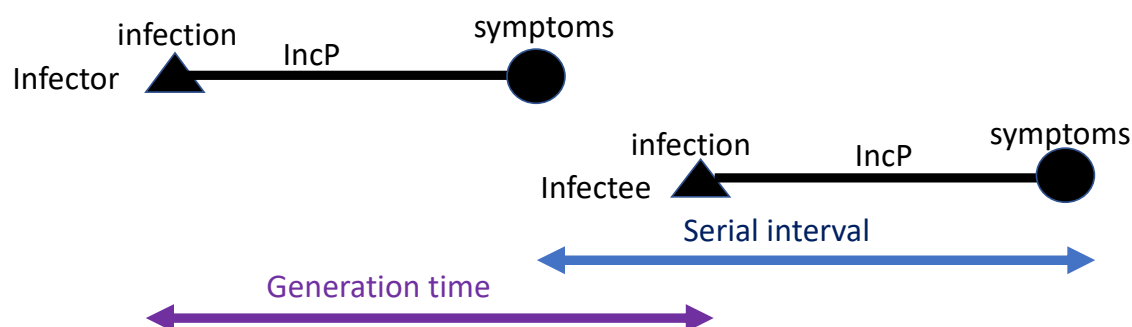 infection
IncP
symptoms
Infector
infection
IncP
symptoms
Infectee
Serial interval
Generation time